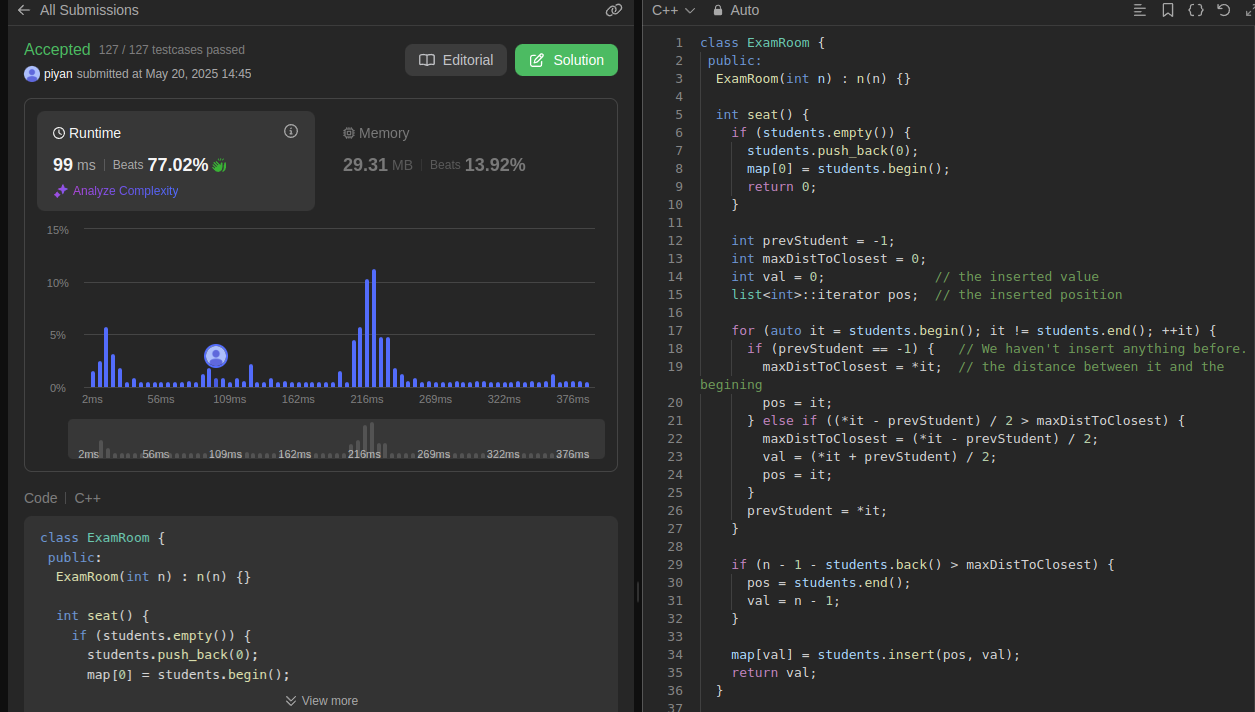 All Submissions
Accepted 127 / 127 testcases passed
piyan submitted at May 20, 2025 14:45
Editorial
Solution
Runtime
99 ms | Beats 77.02%
Analyze Complexity
Memory
29.31 MB | Beats 13.92%
15%
10%
5%
0%
2ms 56ms 109ms 162ms 216ms 269ms 322ms 376ms
2ms 56ms 109ms 162ms 216ms 269ms 322ms 376ms
Code | C++
class ExamRoom {
 public:
  ExamRoom(int n) : n(n) {}

  int seat() {
    if (students.empty()) {
      students.push_back(0);
      map[0] = students.begin();
View more
C++ Auto
1 class ExamRoom {
2  public:
3   ExamRoom(int n) : n(n) {}
4
5   int seat() {
6     if (students.empty()) {
7       students.push_back(0);
8       map[0] = students.begin();
9       return 0;
10     }
11
12     int prevStudent = -1;
13     int maxDistToClosest = 0;
14     int val = 0;              // the inserted value
15     list<int>::iterator pos;  // the inserted position
16
17     for (auto it = students.begin(); it != students.end(); ++it) {
18       if (prevStudent == -1) {   // We haven't insert anything before.
19         maxDistToClosest = *it;  // the distance between it and the
begining
20         pos = it;
21       } else if ((*it - prevStudent) / 2 > maxDistToClosest) {
22         maxDistToClosest = (*it - prevStudent) / 2;
23         val = (*it + prevStudent) / 2;
24         pos = it;
25       }
26       prevStudent = *it;
27     }
28
29     if (n - 1 - students.back() > maxDistToClosest) {
30       pos = students.end();
31       val = n - 1;
32     }
33
34     map[val] = students.insert(pos, val);
35     return val;
36   }
37